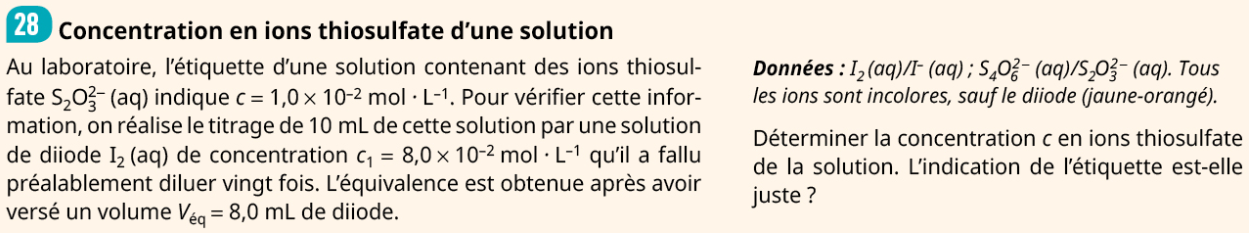 28 Concentration en ions thiosulfate d'une solution
Au laboratoire, l'étiquette d'une solution contenant des ions thiosul-
fate S₂O₃²⁻ (aq) indique c = 1,0 × 10⁻² mol · L⁻¹. Pour vérifier cette infor-
mation, on réalise le titrage de 10 mL de cette solution par une solution
de diiode I₂ (aq) de concentration c₁ = 8,0 × 10⁻² mol · L⁻¹ qu'il a fallu
préalablement diluer vingt fois. L'équivalence est obtenue après avoir
versé un volume Véq = 8,0 mL de diiode.
Données : I₂ (aq)/I⁻ (aq) ; S₄O₆²⁻ (aq)/S₂O₃²⁻ (aq). Tous
les ions sont incolores, sauf le diiode (jaune-orangé).
Déterminer la concentration c en ions thiosulfate
de la solution. L'indication de l'étiquette est-elle
juste ?